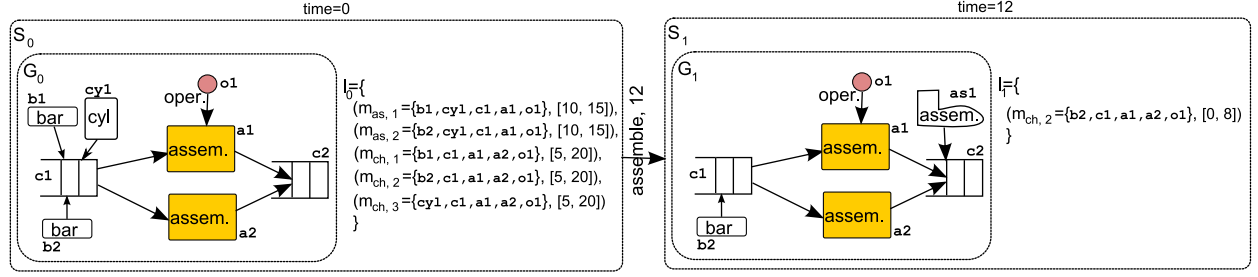 time=0
S0
G0
b1
bar
cy1
cyl
oper.
o1
a1
assem.
c1
c2
b2
bar
assem.
a2
I0={
(mas, 1 ={b1,cyl,c1,a1,o1}, [10, 15]),
(mas, 2 ={b2,cyl,c1,a1,o1}, [10, 15]),
(mch, 1 ={b1,c1,a1,a2,o1}, [5, 20]),
(mch, 2 ={b2,c1,a1,a2,o1}, [5, 20]),
(mch, 3 ={cyl,c1,a1,a2,o1}, [5, 20])
}
assemble, 12
time=12
S1
G1
oper.
o1
as1
assem.
a1
assem.
c1
c2
bar
b2
assem.
a2
I1={
(mch, 2 ={b2,c1,a1,a2,o1}, [0, 8])
}